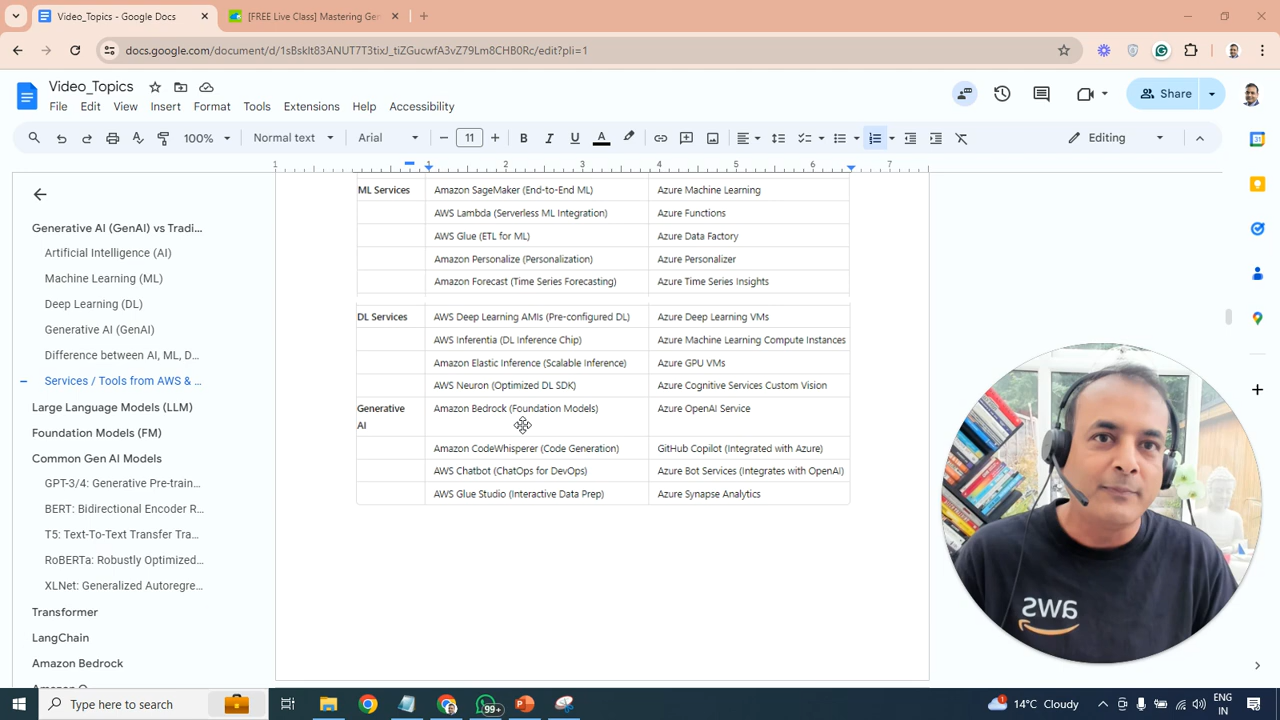 Video_Topics - Google Docs
[FREE Live Class] Mastering Gen
docs.google.com/document/d/1sBsklt83ANUT7T3tixJ_tiZGucwfA3vZ79Lm8CHB0Rc/edit?pli=1
Video_Topics
File Edit View Insert Format Tools Extensions Help Accessibility
Share
100% Normal text Arial 11 B I U A Editing
1 1 2 3 4 5 6 7
Generative AI (GenAI) vs Tradi...
Artificial Intelligence (AI)
Machine Learning (ML)
Deep Learning (DL)
Generative AI (GenAI)
Difference between AI, ML, D...
Services / Tools from AWS & ...
Large Language Models (LLM)
Foundation Models (FM)
Common Gen AI Models
GPT-3/4: Generative Pre-train...
BERT: Bidirectional Encoder R...
T5: Text-To-Text Transfer Tra...
RoBERTa: Robustly Optimized...
XLNet: Generalized Autoregre...
Transformer
LangChain
Amazon Bedrock
ML Services Amazon SageMaker (End-to-End ML) Azure Machine Learning
AWS Lambda (Serverless ML Integration) Azure Functions
AWS Glue (ETL for ML) Azure Data Factory
Amazon Personalize (Personalization) Azure Personalizer
Amazon Forecast (Time Series Forecasting) Azure Time Series Insights
DL Services AWS Deep Learning AMIs (Pre-configured DL) Azure Deep Learning VMs
AWS Inferentia (DL Inference Chip) Azure Machine Learning Compute Instances
Amazon Elastic Inference (Scalable Inference) Azure GPU VMs
AWS Neuron (Optimized DL SDK) Azure Cognitive Services Custom Vision
Generative Amazon Bedrock (Foundation Models) Azure OpenAI Service
AI
Amazon CodeWhisperer (Code Generation) GitHub Copilot (Integrated with Azure)
AWS Chatbot (ChatOps for DevOps) Azure Bot Services (Integrates with OpenAI)
AWS Glue Studio (Interactive Data Prep) Azure Synapse Analytics
aws
Type here to search
99+
14°C Cloudy
ENG
IN